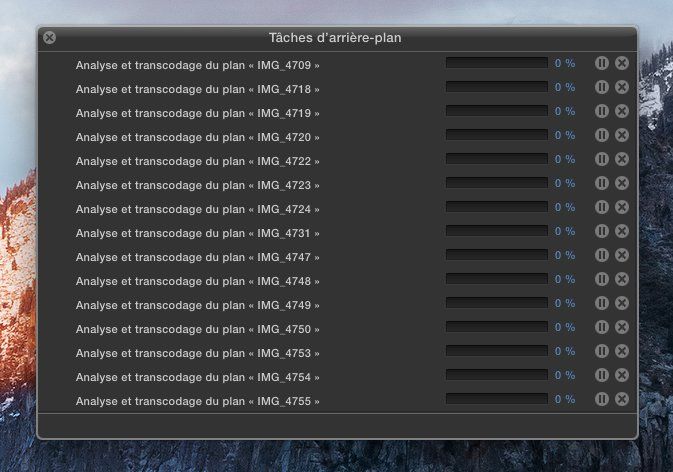 Tâches d'arrière-plan
Analyse et transcodage du plan « IMG_4709 » 0 %
Analyse et transcodage du plan « IMG_4718 » 0 %
Analyse et transcodage du plan « IMG_4719 » 0 %
Analyse et transcodage du plan « IMG_4720 » 0 %
Analyse et transcodage du plan « IMG_4722 » 0 %
Analyse et transcodage du plan « IMG_4723 » 0 %
Analyse et transcodage du plan « IMG_4724 » 0 %
Analyse et transcodage du plan « IMG_4731 » 0 %
Analyse et transcodage du plan « IMG_4747 » 0 %
Analyse et transcodage du plan « IMG_4748 » 0 %
Analyse et transcodage du plan « IMG_4749 » 0 %
Analyse et transcodage du plan « IMG_4750 » 0 %
Analyse et transcodage du plan « IMG_4753 » 0 %
Analyse et transcodage du plan « IMG_4754 » 0 %
Analyse et transcodage du plan « IMG_4755 » 0 %